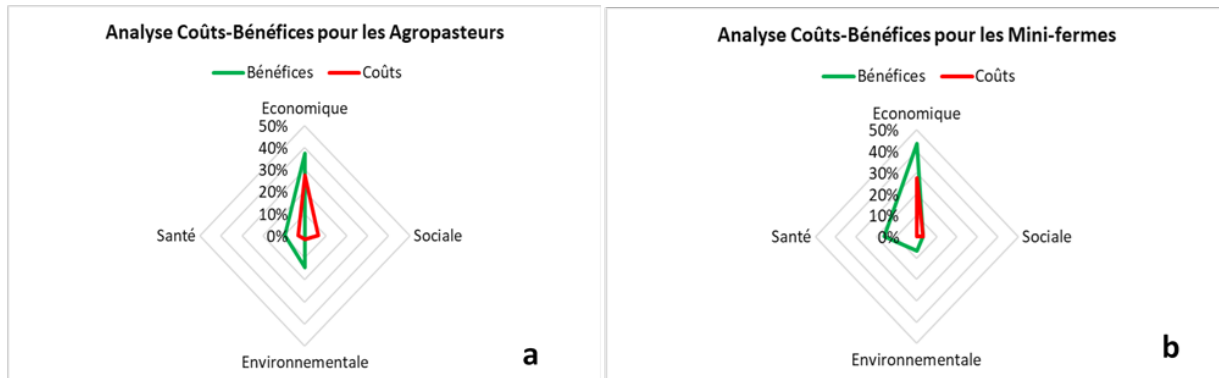 Analyse Coûts-Bénéfices pour les Agropasteurs
Bénéfices Coûts
Economique
50%
40%
30%
20%
10%
0%
Santé
Sociale
Environnementale
a
Analyse Coûts-Bénéfices pour les Mini-fermes
Bénéfices Coûts
Economique
50%
40%
30%
20%
10%
0%
Santé
Sociale
Environnementale
b